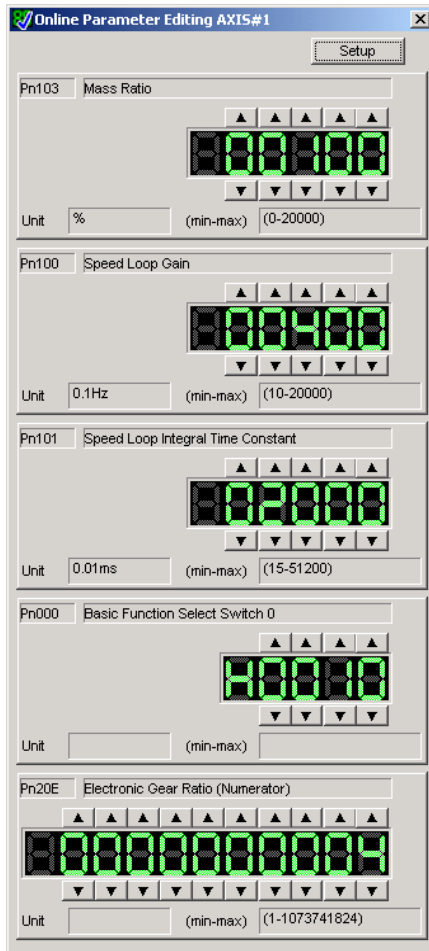 Online Parameter Editing AXIS#1
Setup
Pn103 Mass Ratio
00100
Unit % (min-max) (0-20000)
Pn100 Speed Loop Gain
00400
Unit 0.1Hz (min-max) (10-20000)
Pn101 Speed Loop Integral Time Constant
02000
Unit 0.01ms (min-max) (15-51200)
Pn000 Basic Function Select Switch 0
H0010
Unit (min-max)
Pn20E Electronic Gear Ratio (Numerator)
0000000004
Unit (min-max) (1-1073741824)